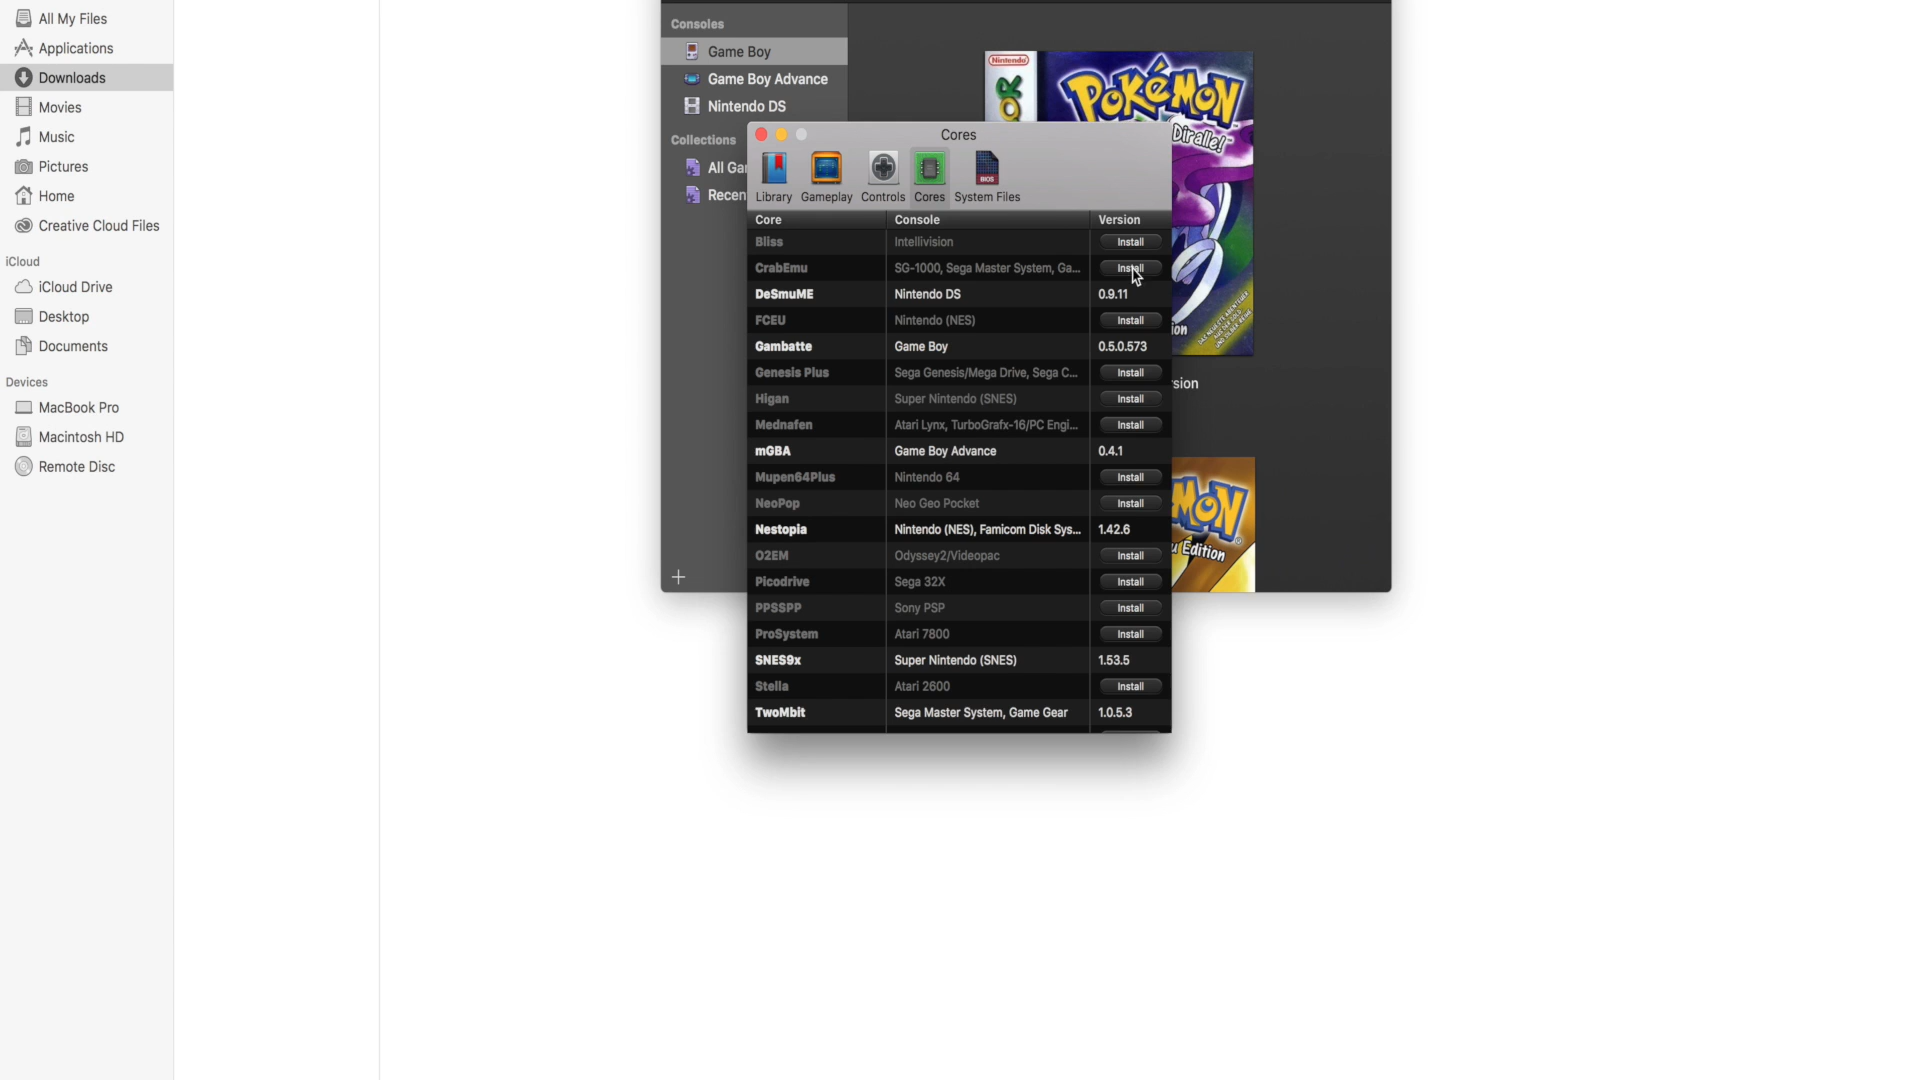 All My Files
Applications
Downloads
Movies
Music
Pictures
Home
Creative Cloud Files
iCloud
iCloud Drive
Desktop
Documents
Devices
MacBook Pro
Macintosh HD
Remote Disc
Consoles
Game Boy
Game Boy Advance
Nintendo DS
Collections
All Ga
Recen
Nintendo
OR
POKéMON
Diralle!
ion
sion
MON
u Edition
Cores
Library Gameplay Controls Cores System Files
BIOS
Core Console Version
Bliss Intellivision Install
CrabEmu SG-1000, Sega Master System, Ga... Install
DeSmuME Nintendo DS 0.9.11
FCEU Nintendo (NES) Install
Gambatte Game Boy 0.5.0.573
Genesis Plus Sega Genesis/Mega Drive, Sega C... Install
Higan Super Nintendo (SNES) Install
Mednafen Atari Lynx, TurboGrafx-16/PC Engi... Install
mGBA Game Boy Advance 0.4.1
Mupen64Plus Nintendo 64 Install
NeoPop Neo Geo Pocket Install
Nestopia Nintendo (NES), Famicom Disk Sys... 1.42.6
O2EM Odyssey2/Videopac Install
Picodrive Sega 32X Install
PPSSPP Sony PSP Install
ProSystem Atari 7800 Install
SNES9x Super Nintendo (SNES) 1.53.5
Stella Atari 2600 Install
TwoMbit Sega Master System, Game Gear 1.0.5.3